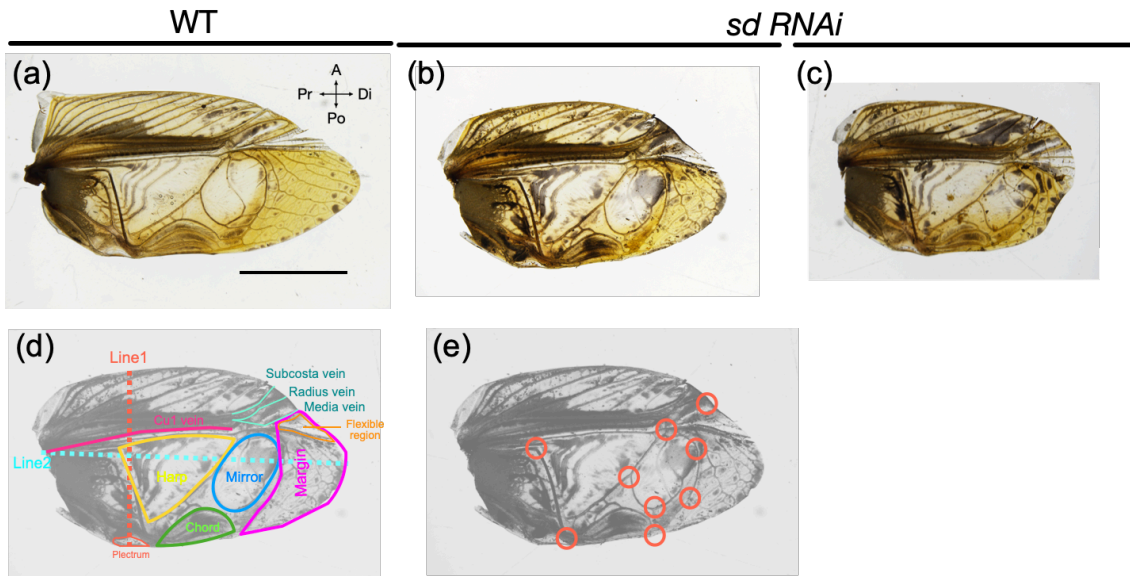 WT
sd RNAi
(a)
A
Pr
Di
Po
(b)
(c)
(d)
Line1
Subcosta vein
Radius vein
Media vein
Cu1 vein
Flexible
region
Line2
Harp
Mirror
Margin
Chord
Plectrum
(e)